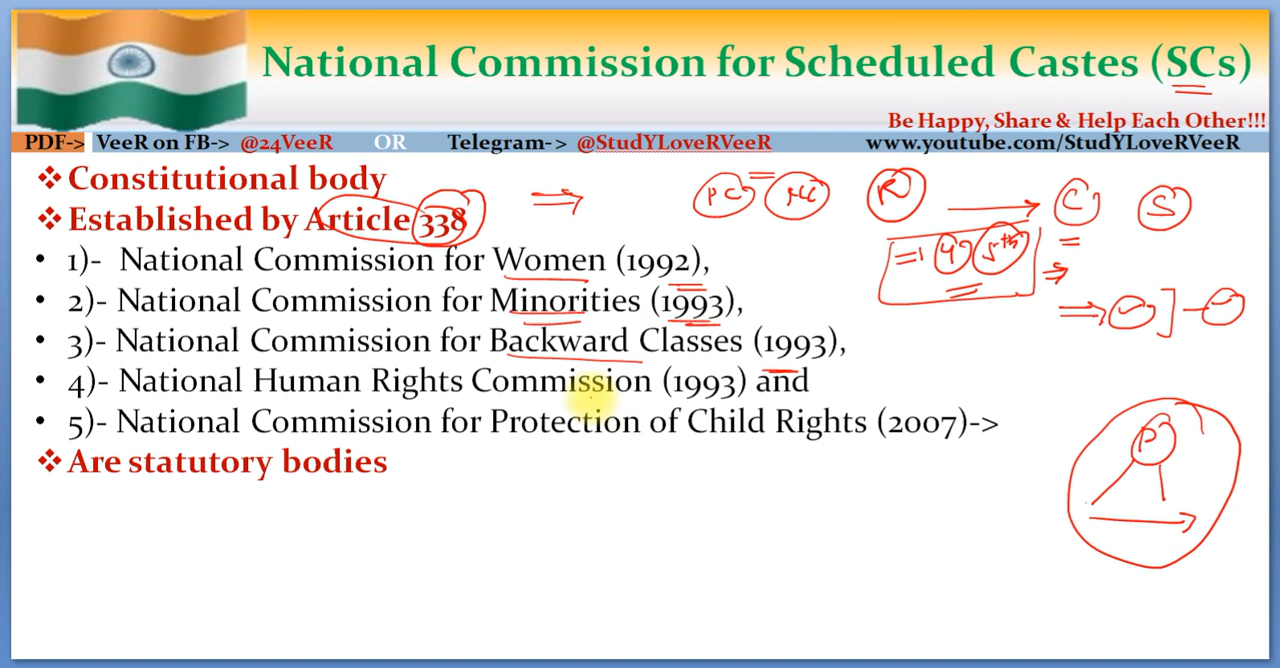 National Commission for Scheduled Castes (SCs)
Be Happy, Share & Help Each Other!!!
PDF-> VeeR on FB-> @24VeeR OR Telegram-> @StudYLoveRVeeR www.youtube.com/StudYLoveRVeeR
❖ Constitutional body
❖ Established by Article 338
• 1)- National Commission for Women (1992),
• 2)- National Commission for Minorities (1993),
• 3)- National Commission for Backward Classes (1993),
• 4)- National Human Rights Commission (1993) and
• 5)- National Commission for Protection of Child Rights (2007)->
❖ Are statutory bodies
R C S
5th
P